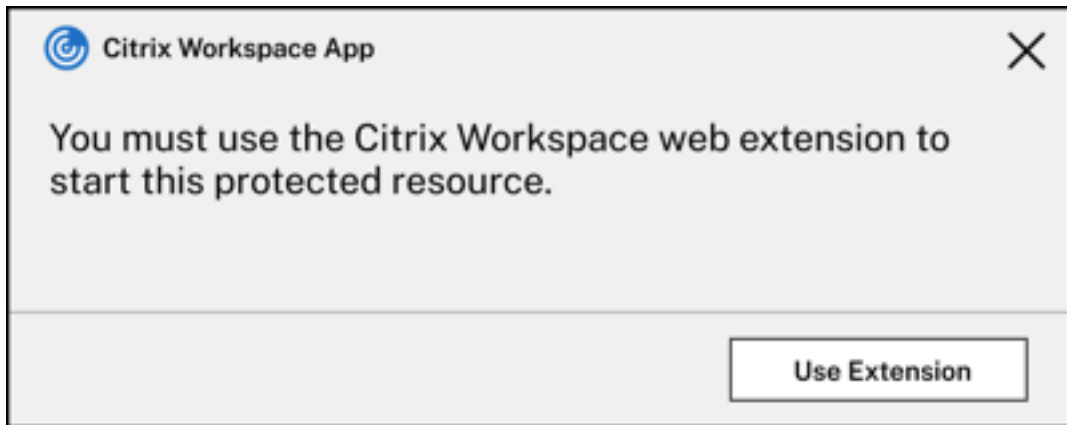 Citrix Workspace App
You must use the Citrix Workspace web extension to
start this protected resource.
Use Extension